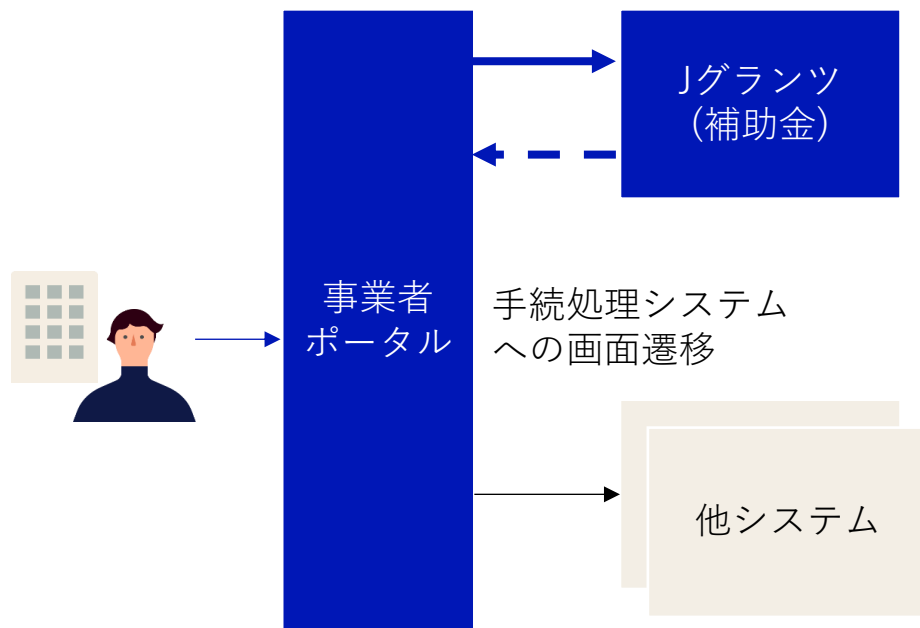 Jグランツ
(補助金)
事業者
ポータル
手続処理システム
への画面遷移
他システム